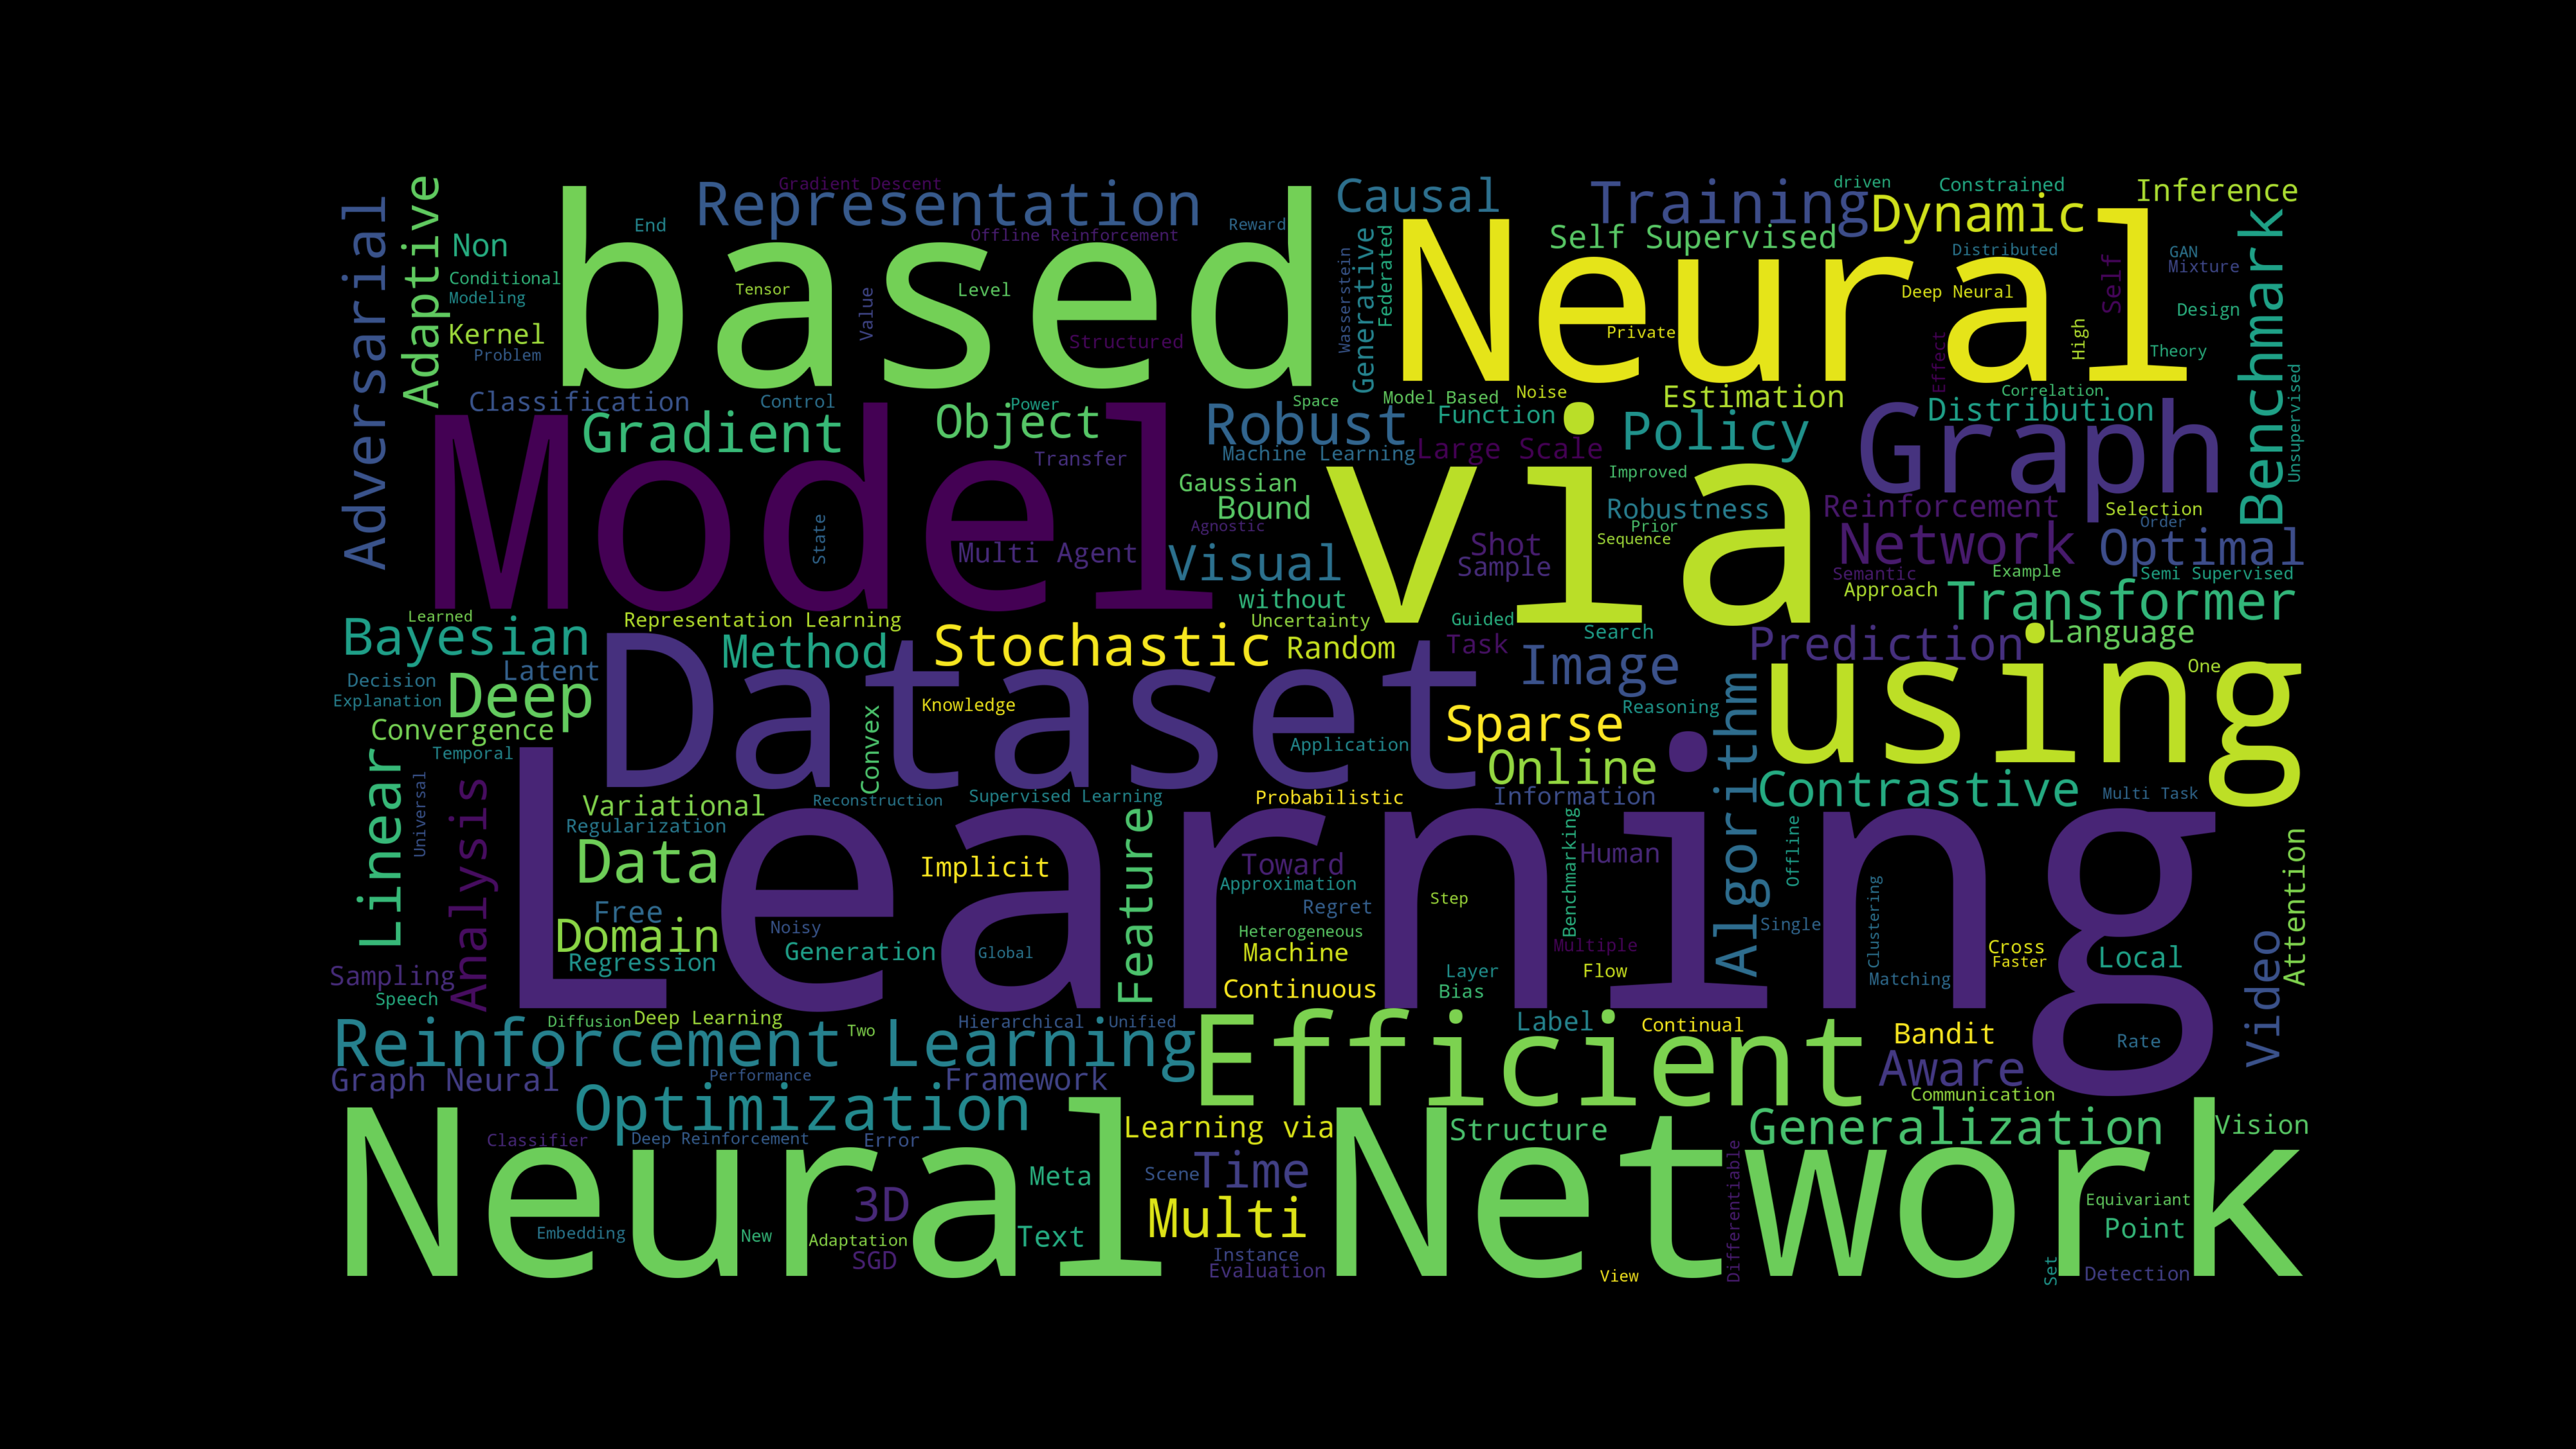 Gradient Descent
Representation
Adversarial
Adaptive
Causal
Training
driven
Constrained
Inference
Dynamic
End
Reward
Offline Reinforcement
Non
Self Supervised
Distributed
GAN
Mixture
Self
Benchmark
based
Neural
Conditional
Modeling
Tensor
Value
Level
Wasserstein
Generative
Federated
Deep Neural
Design
Kernel
Problem
Structured
Private
High
Effect
Theory
Classification
Control
Power
Space
Model Based
Noise
Estimation
Correlation
Unsupervised
Gradient
Object
Robust
Function
Policy
Distribution
Graph
Machine Learning
Large Scale
Transfer
Model
via
Improved
Gaussian
Bound
Robustness
Reinforcement
Selection
Agnostic
Prior
Order
State
Multi Agent
Visual
Shot
Sample
Sequence
Network
Optimal
Semantic
Example
Semi Supervised
Approach
Transformer
without
Learned
Representation Learning
Uncertainty
Guided
Search
Bayesian
Method
Stochastic
Random
Task
Prediction
Language
Latent
Image
One
Decision
Explanation
Deep
Dataset
Knowledge
Reasoning
using
Convergence
Sparse
Temporal
Convex
Application
Online
Algorithm
Linear
Universal
Analysis
Variational
Reconstruction
Supervised Learning
Probabilistic
Information
Contrastive
Multi Task
Regularization
Learning
Data
Implicit
Feature
Toward
Approximation
Benchmarking
Human
Offline
Attention
Free
Regret
Step
Clustering
Noisy
Domain
Generation
Global
Heterogeneous
Machine
Multiple
Single
Cross
Faster
Local
Regression
Sampling
Layer
Flow
Matching
Speech
Continuous
Bias
Video
Diffusion
Deep Learning
Two
Hierarchical
Unified
Label
Continual
Bandit
Rate
Reinforcement Learning
Efficient
Aware
Graph Neural
Performance
Framework
Communication
Optimization
Learning via
Structure
Generalization
Vision
Classifier
Deep Reinforcement
Error
Neural Network
Scene
Time
Meta
Differentiable
3D
Multi
Equivariant
Point
Embedding
New
Adaptation
Text
SGD
Instance
Evaluation
View
Set
Detection